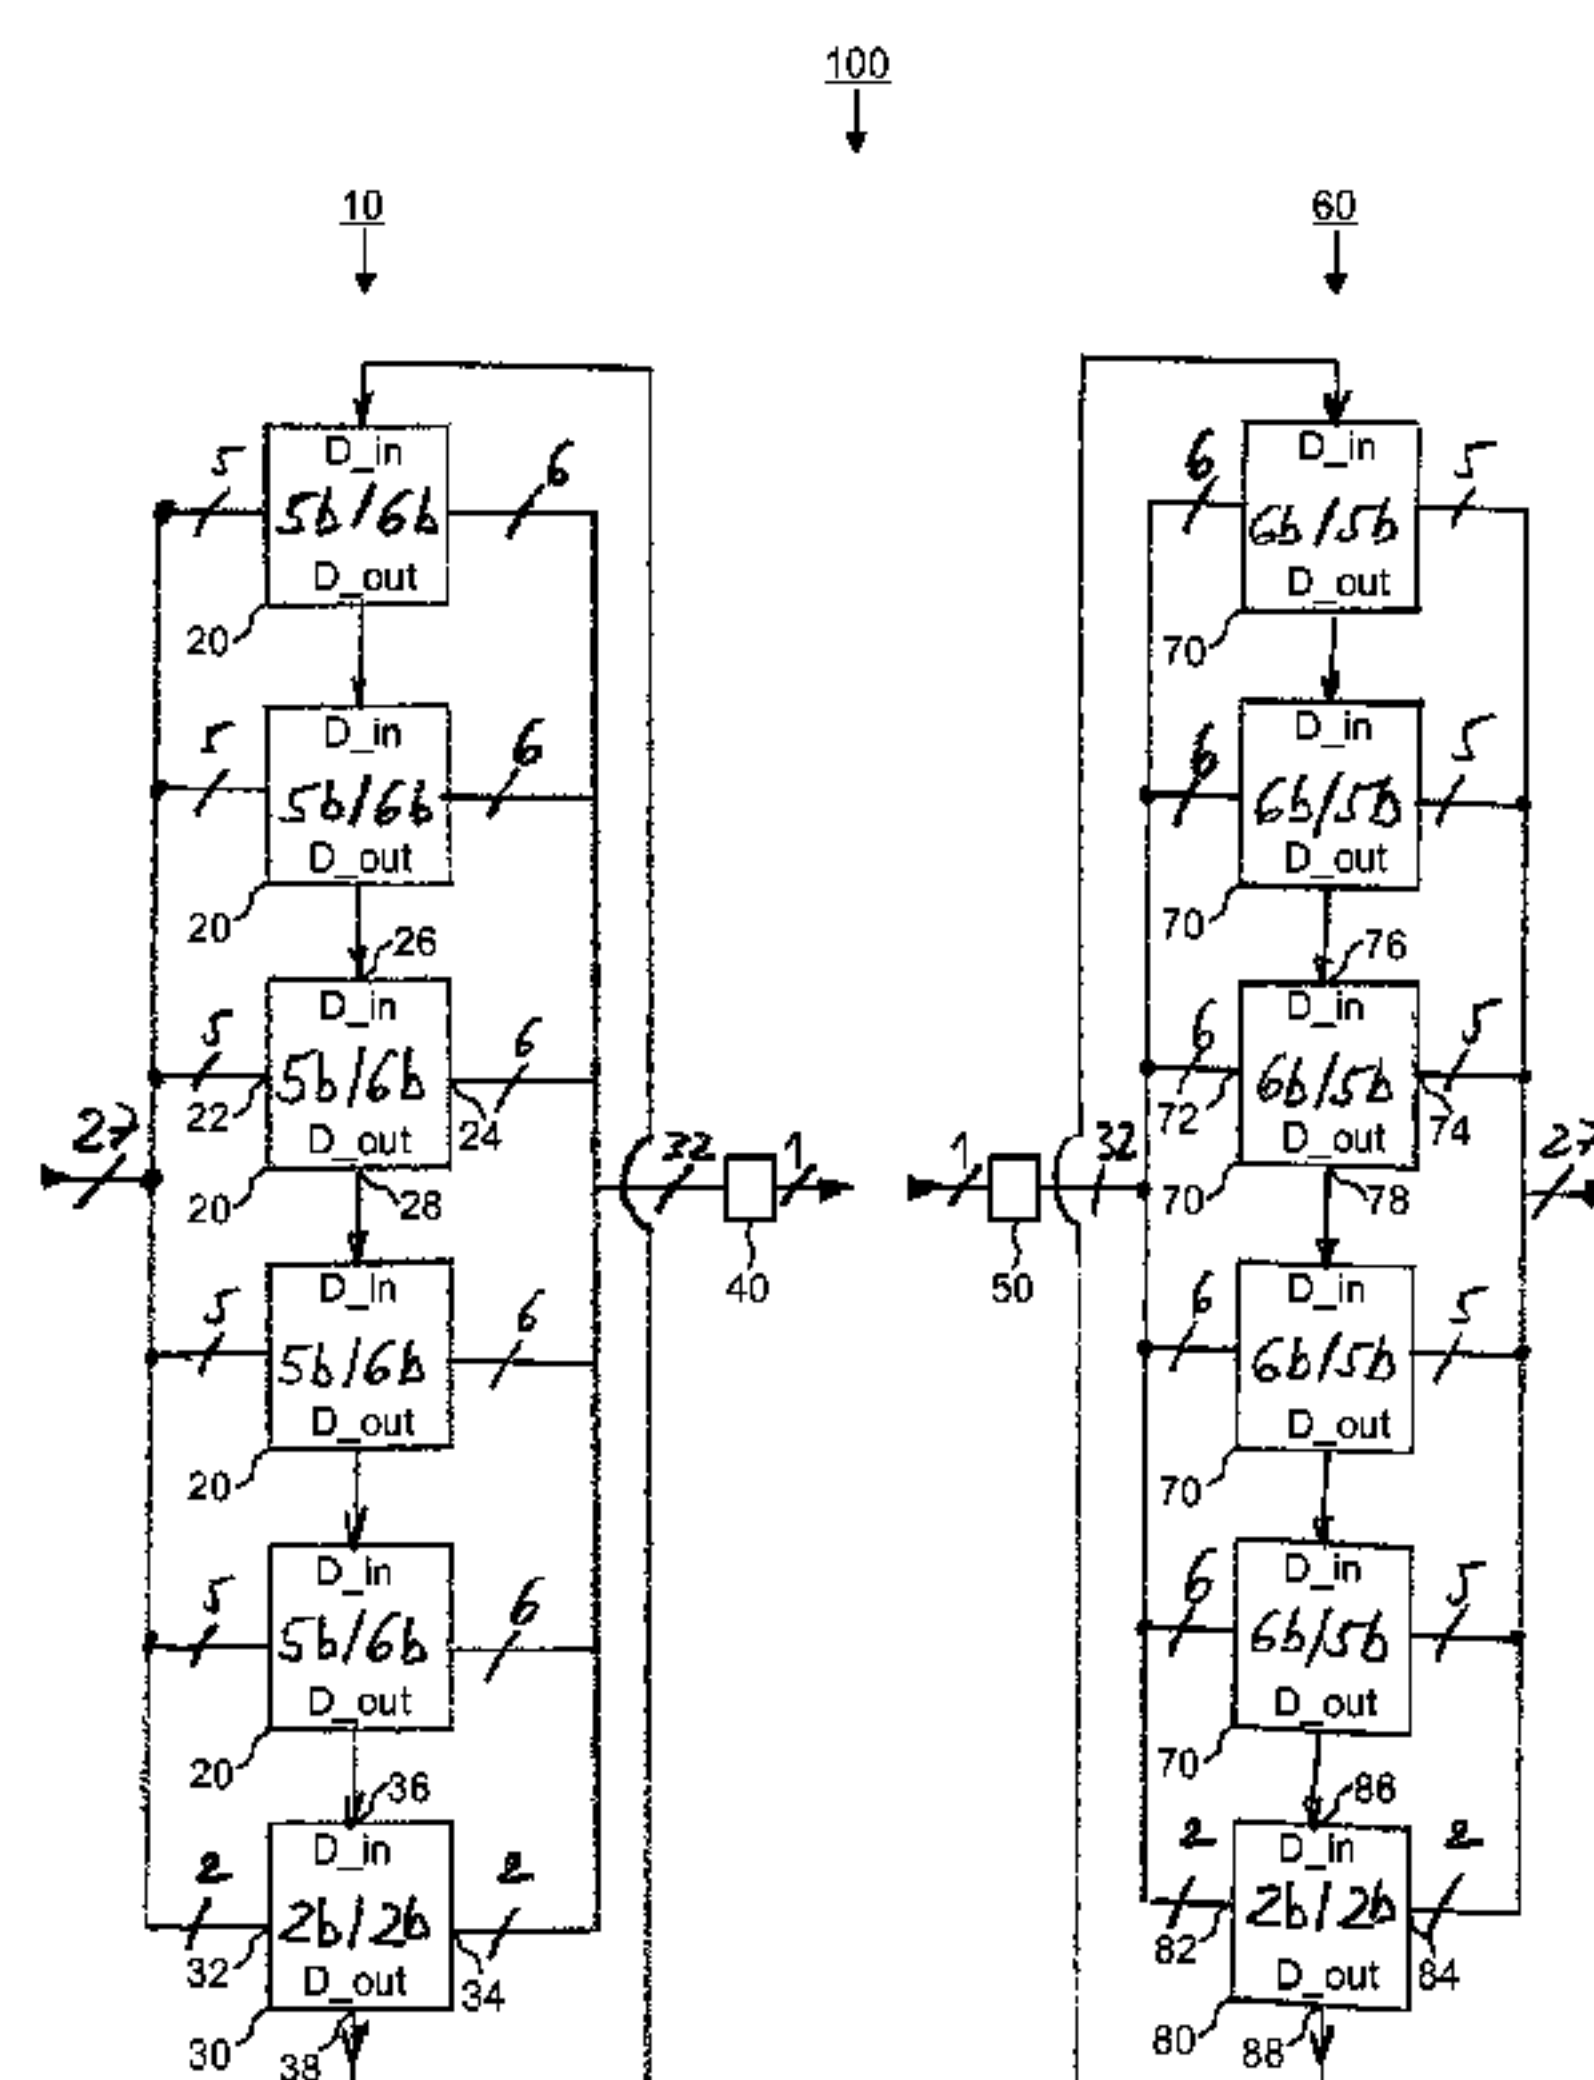 100
10 60
D_in D_in
5 5b/6b 6 6 6b/5b 5
D_out D_out
20 70
D_in D_in
5 5b/6b 6 6 6b/5b 5
D_out D_out
20 26 70 76
D_in D_in
5 5b/6b 6 6 6b/5b 5
22 24 72 74
D_out D_out
27 32 1 1 32 27
20 28 70 78
40 50
D_in D_in
5 5b/6b 6 6 6b/5b 5
D_out D_out
20 70
D_in D_in
5 5b/6b 6 6 6b/5b 5
D_out D_out
20 36 70 86
D_in D_in
2 2b/2b 2 2 2b/2b 2
32 34 82 84
D_out D_out
30 38 80 88